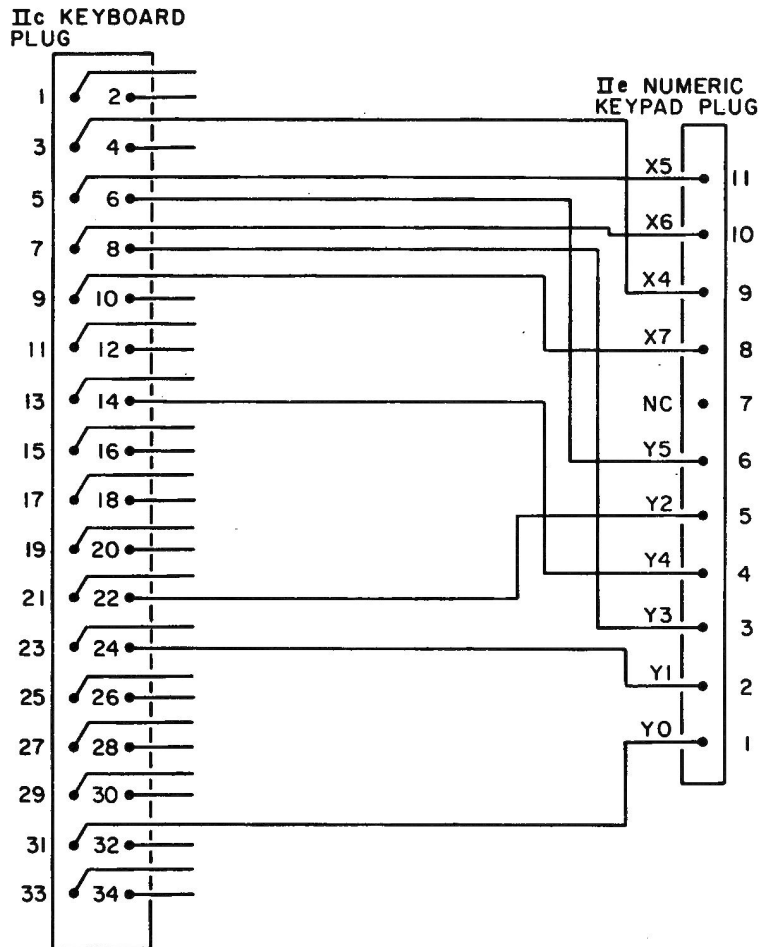 IIc KEYBOARD
PLUG
IIe NUMERIC
KEYPAD PLUG
1 2
3 4
5 6
7 8
9 10
11 12
13 14
15 16
17 18
19 20
21 22
23 24
25 26
27 28
29 30
31 32
33 34
X5 11
X6 10
X4 9
X7 8
NC 7
Y5 6
Y2 5
Y4 4
Y3 3
Y1 2
Y0 1